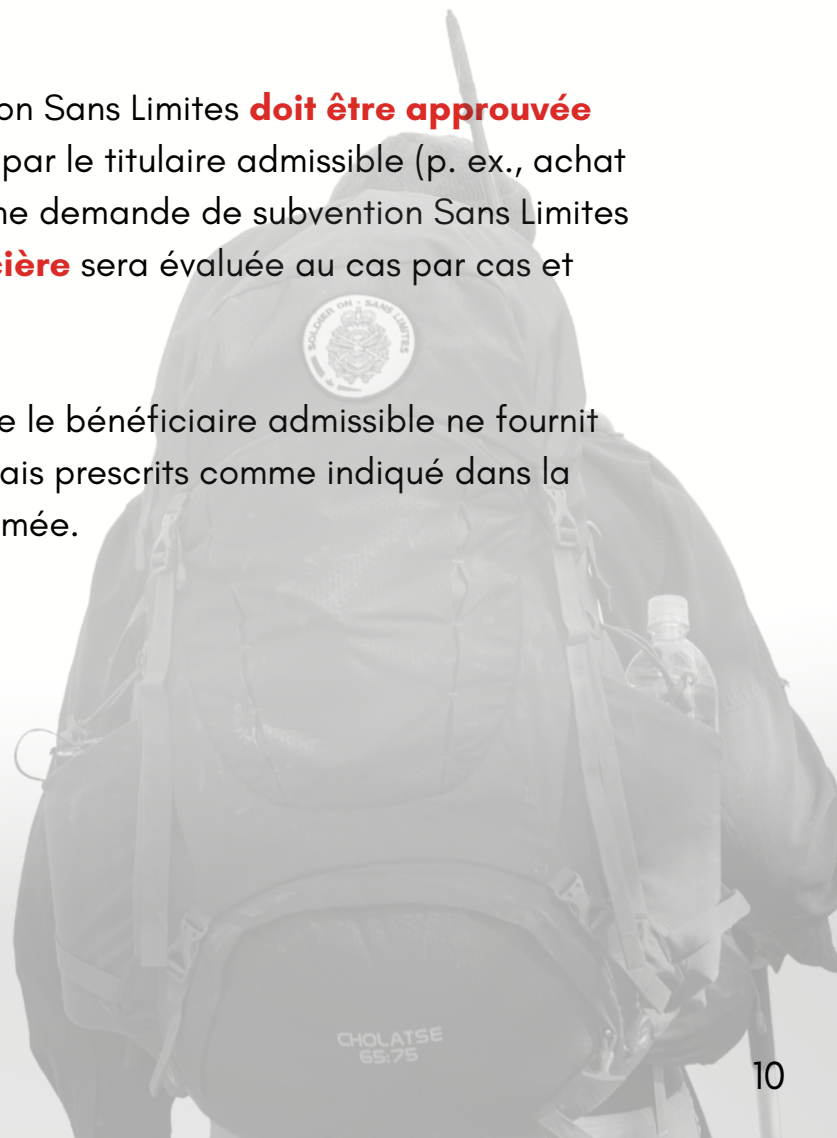 on Sans Limites doit être approuvée
par le titulaire admissible (p. ex., achat
ne demande de subvention Sans Limites
cière sera évaluée au cas par cas et
SOLDIER ON • SANS LIMITES
e le bénéficiaire admissible ne fournit
ais prescrits comme indiqué dans la
mée.
CHOLATSE
65:75
10